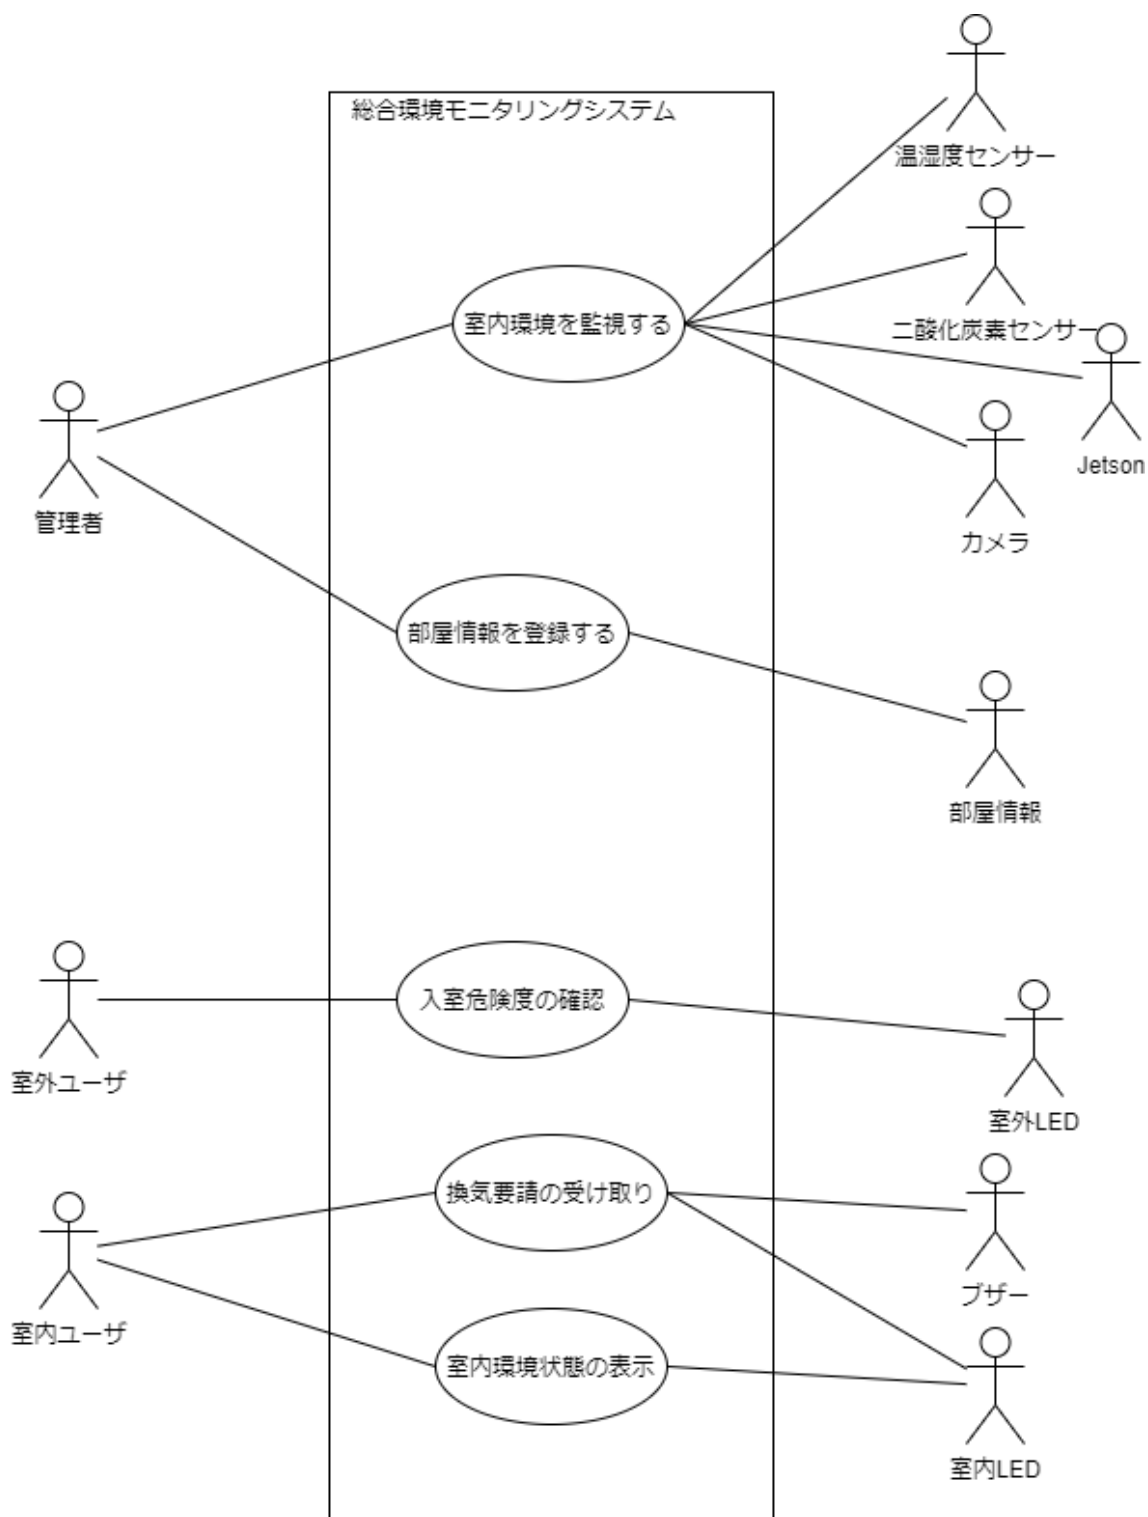 総合環境モニタリングシステム
温湿度センサー
室内環境を監視する
二酸化炭素センサー
Jetson
管理者
カメラ
部屋情報を登録する
部屋情報
入室危険度の確認
室外ユーザ
室外LED
換気要請の受け取り
ブザー
室内ユーザ
室内環境状態の表示
室内LED